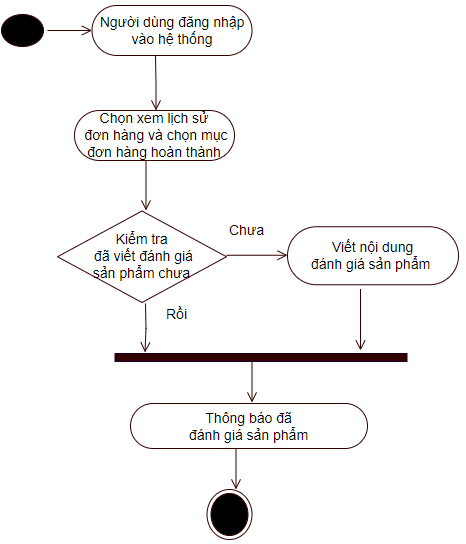 Người dùng đăng nhập
vào hệ thống
Chọn xem lịch sử
đơn hàng và chọn mục
đơn hàng hoàn thành
Kiểm tra
đã viết đánh giá
sản phẩm chưa
Chưa
Viết nội dung
đánh giá sản phẩm
Rồi
Thông báo đã
đánh giá sản phẩm